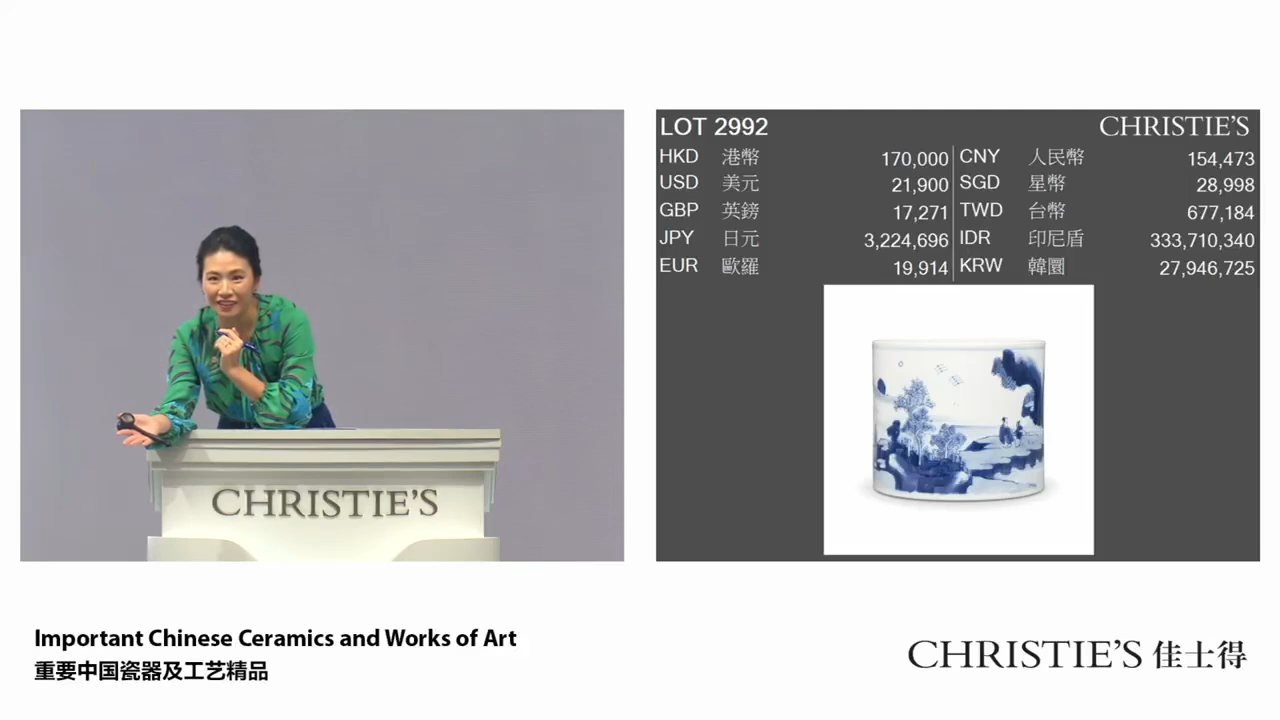 LOT 2992 CHRISTIE'S
HKD 港幣 170,000 CNY 人民幣 154,473
USD 美元 21,900 SGD 星幣 28,998
GBP 英鎊 17,271 TWD 台幣 677,184
JPY 日元 3,224,696 IDR 印尼盾 333,710,340
EUR 歐羅 19,914 KRW 韓圜 27,946,725
CHRISTIE'S
Important Chinese Ceramics and Works of Art
重要中国瓷器及工艺精品
CHRISTIE'S 佳士得